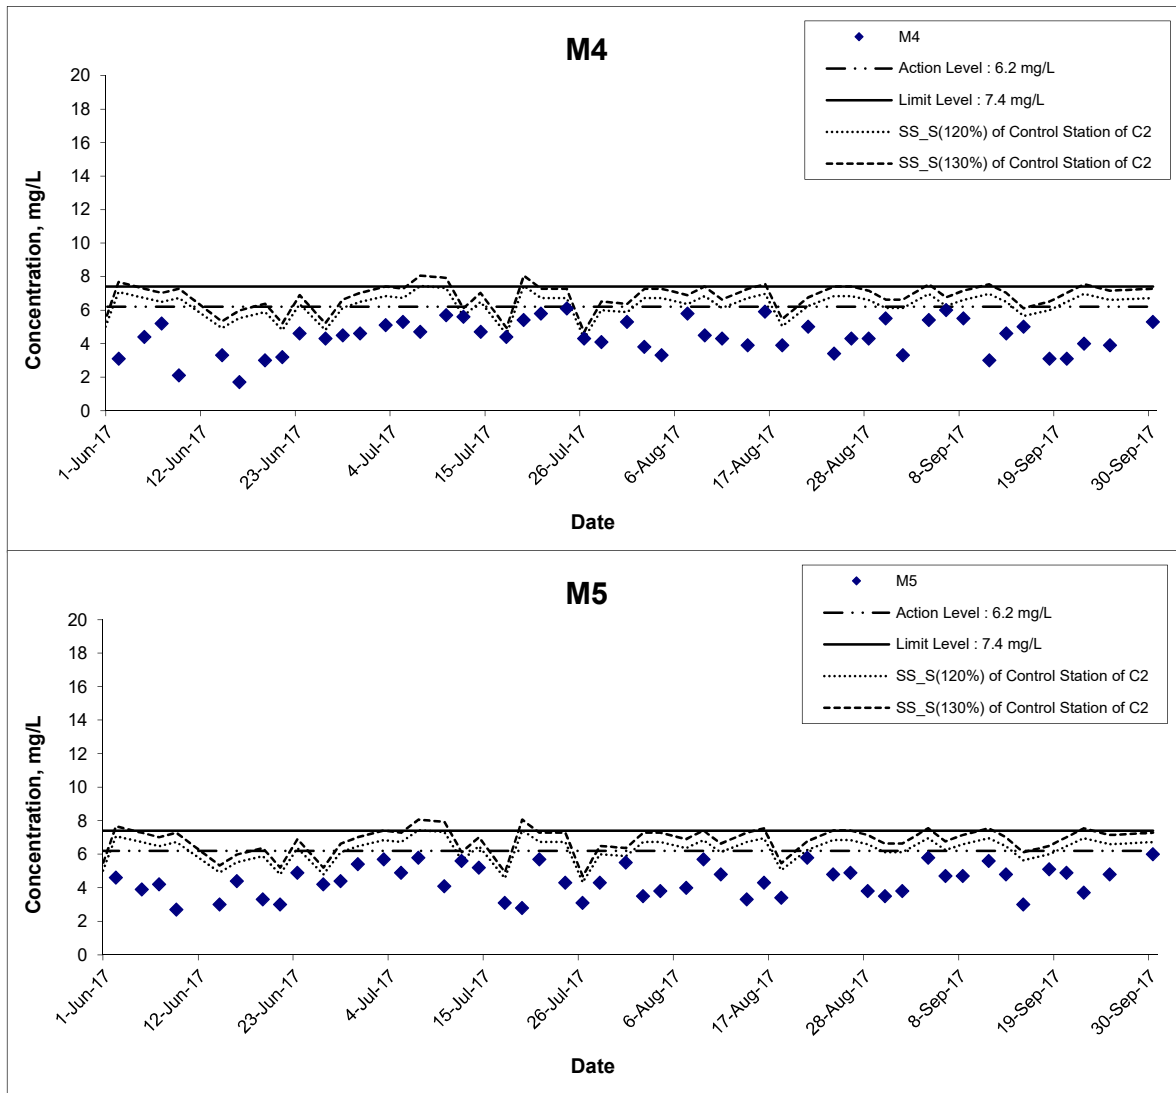 M4
M4
Action Level : 6.2 mg/L
Limit Level : 7.4 mg/L
SS_S(120%) of Control Station of C2
SS_S(130%) of Control Station of C2
Concentration, mg/L
20
18
16
14
12
10
8
6
4
2
0
1-Jun-17
12-Jun-17
23-Jun-17
4-Jul-17
15-Jul-17
26-Jul-17
6-Aug-17
17-Aug-17
28-Aug-17
8-Sep-17
19-Sep-17
30-Sep-17
Date
M5
M5
Action Level : 6.2 mg/L
Limit Level : 7.4 mg/L
SS_S(120%) of Control Station of C2
SS_S(130%) of Control Station of C2
Concentration, mg/L
20
18
16
14
12
10
8
6
4
2
0
1-Jun-17
12-Jun-17
23-Jun-17
4-Jul-17
15-Jul-17
26-Jul-17
6-Aug-17
17-Aug-17
28-Aug-17
8-Sep-17
19-Sep-17
30-Sep-17
Date